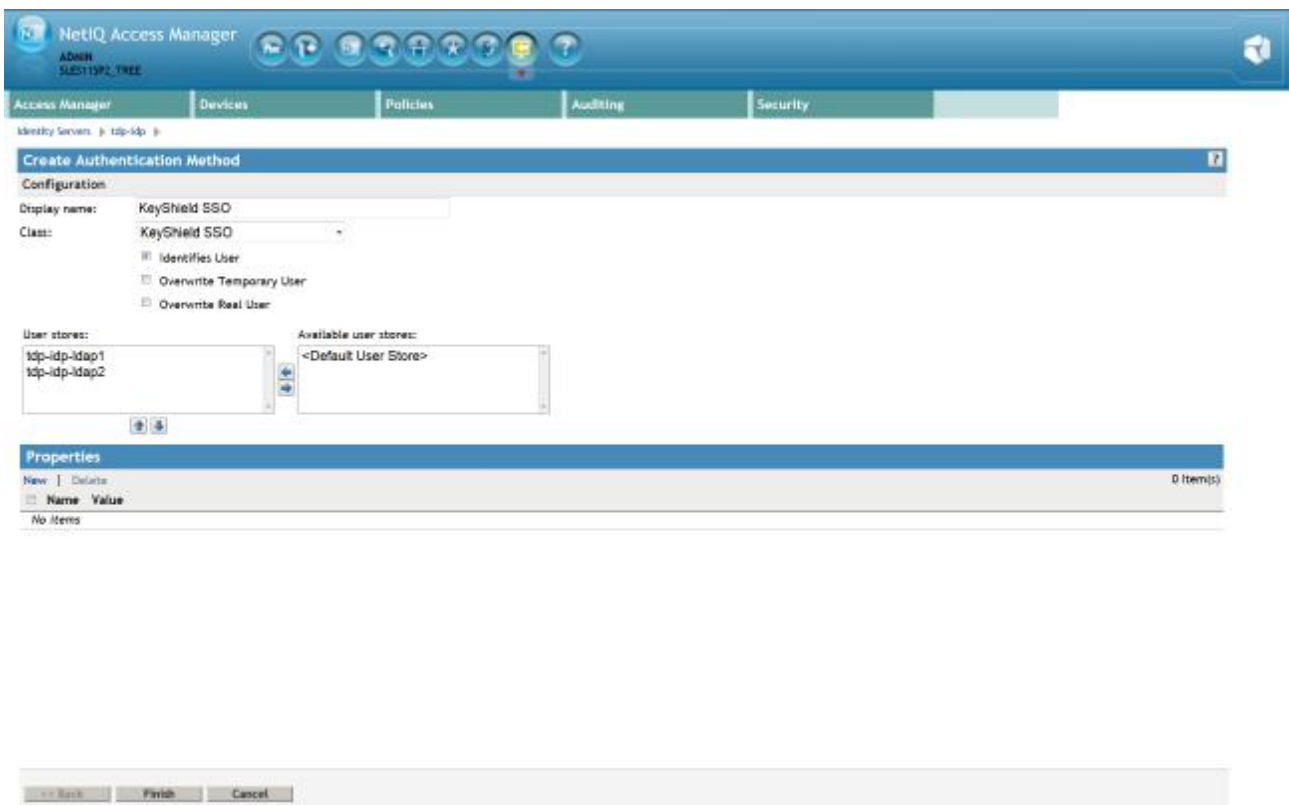 NetIQ Access Manager
ADMIN
SLES11SP2_TREE
Access Manager Devices Policies Auditing Security
Identity Servers tdp-idp
Create Authentication Method ?
Configuration
Display name: KeyShield SSO
Class: KeyShield SSO
Identifies User
Overwrite Temporary User
Overwrite Real User
User stores: Available user stores:
tdp-idp-ldap1 <Default User Store>
tdp-idp-ldap2
Properties
New | Delete 0 Item(s)
Name Value
No items
<< Back Finish Cancel